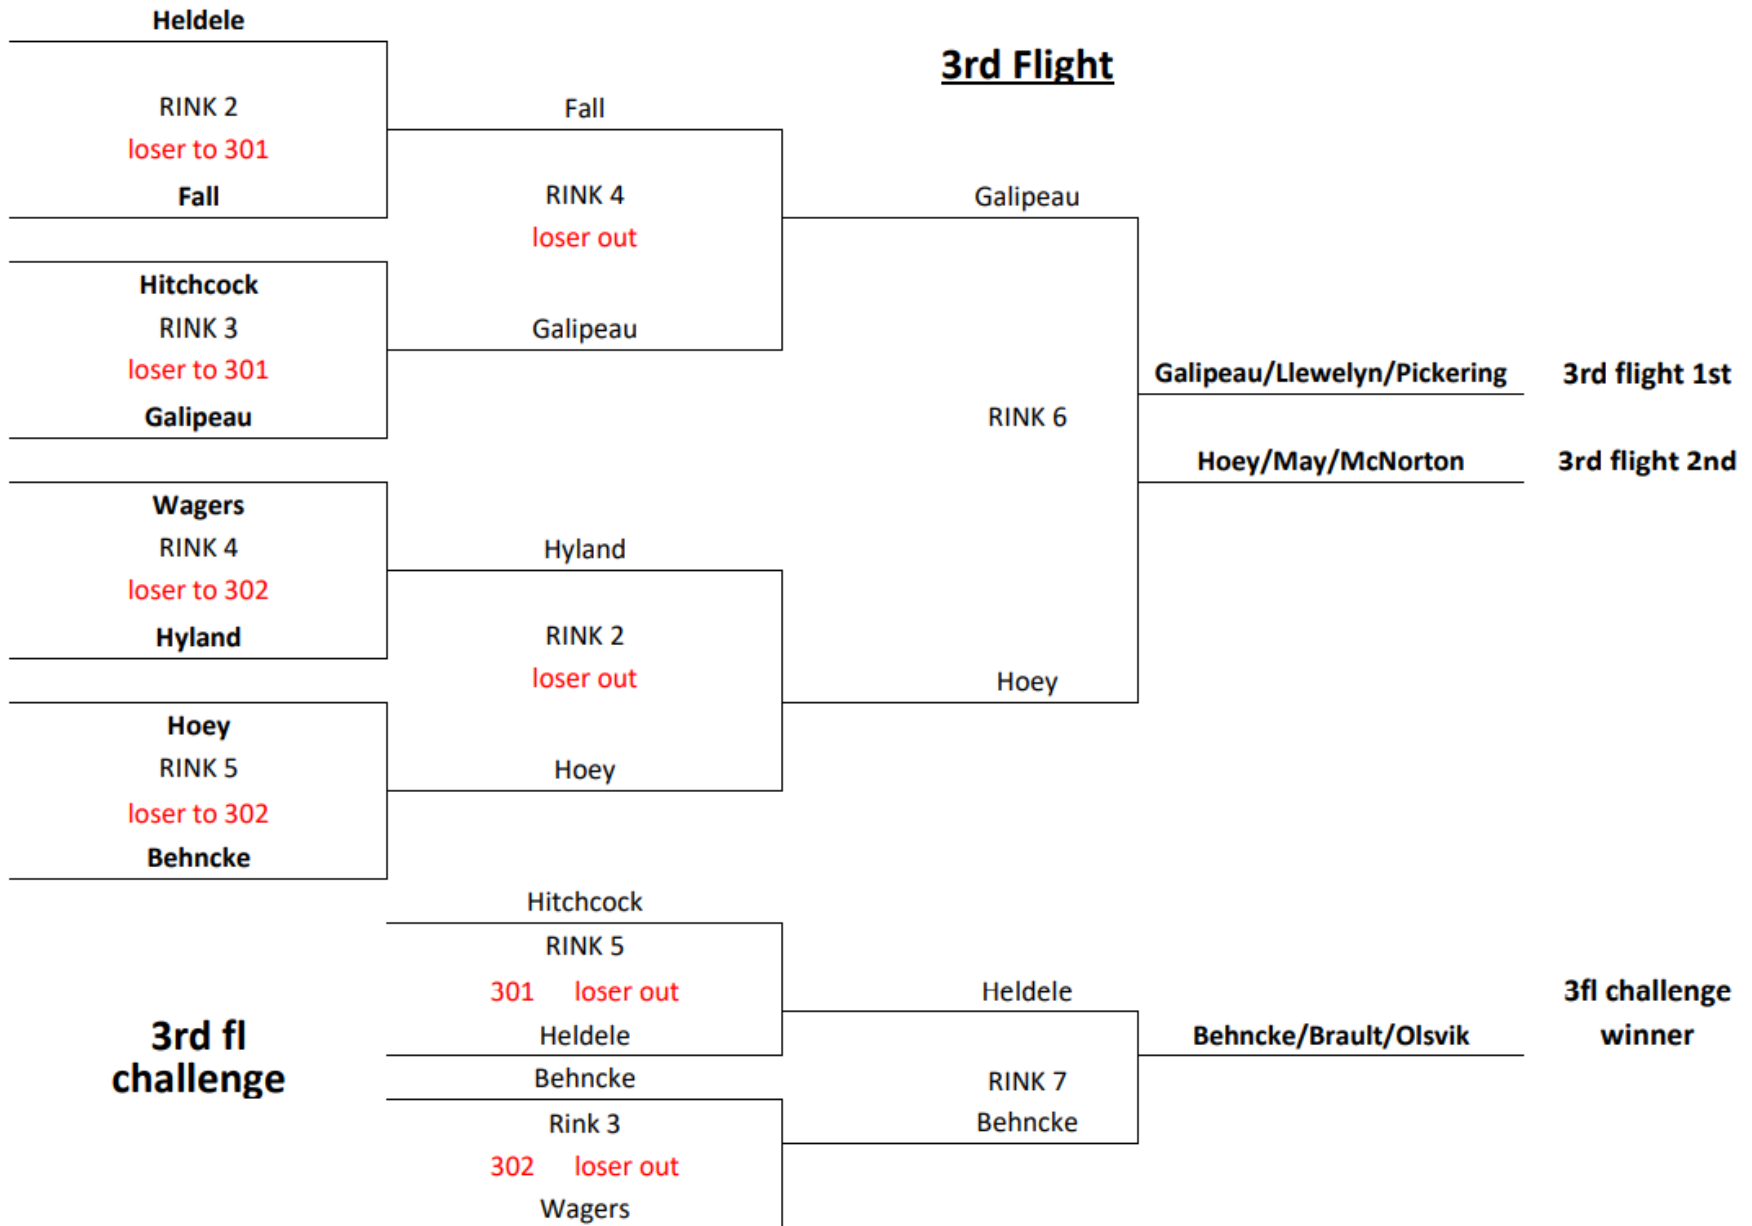 Heldele
3rd Flight
RINK 2
Fall
loser to 301
Fall
RINK 4
Galipeau
loser out
Hitchcock
RINK 3
Galipeau
loser to 301
Galipeau/Llewelyn/Pickering 3rd flight 1st
Galipeau
RINK 6
Hoey/May/McNorton 3rd flight 2nd
Wagers
RINK 4
Hyland
loser to 302
Hyland
RINK 2
loser out
Hoey
Hoey
RINK 5
Hoey
loser to 302
Behncke
Hitchcock
RINK 5
301 loser out
Heldele
3fl challenge
winner
3rd fl
challenge
Heldele
Behncke/Brault/Olsvik
Behncke
RINK 7
Rink 3
Behncke
302 loser out
Wagers